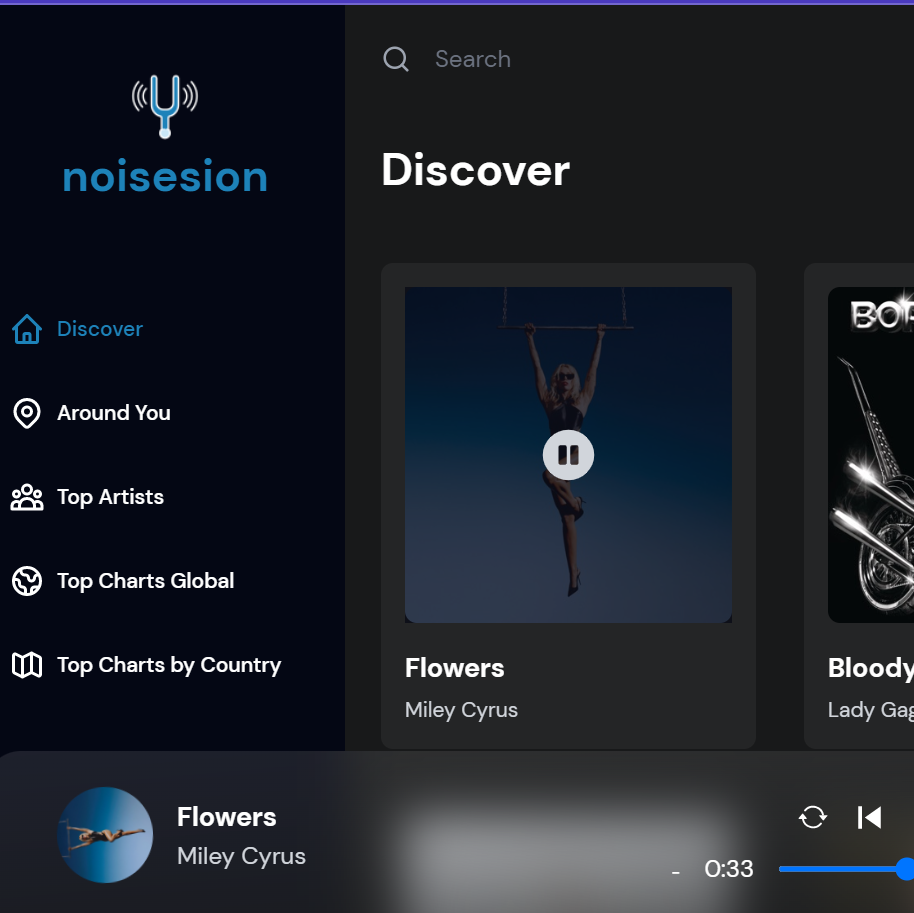 noisesion
Search
Discover
Discover
Around You
Top Artists
Top Charts Global
Top Charts by Country
Flowers
Miley Cyrus
Bloody
Lady Gag
Flowers
Miley Cyrus
- 0:33